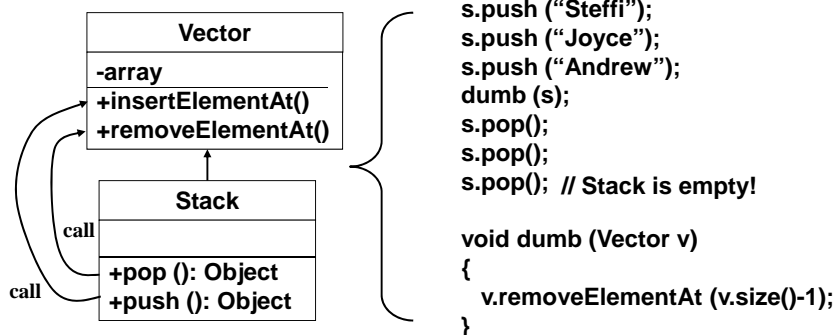 Vector
-array
+insertElementAt()
+removeElementAt()
Stack
call
+pop (): Object
+push (): Object
call
s.push (“Steffi”);
s.push (“Joyce”);
s.push (“Andrew”);
dumb (s);
s.pop();
s.pop();
s.pop(); // Stack is empty!
void dumb (Vector v)
{
v.removeElementAt (v.size()-1);
}